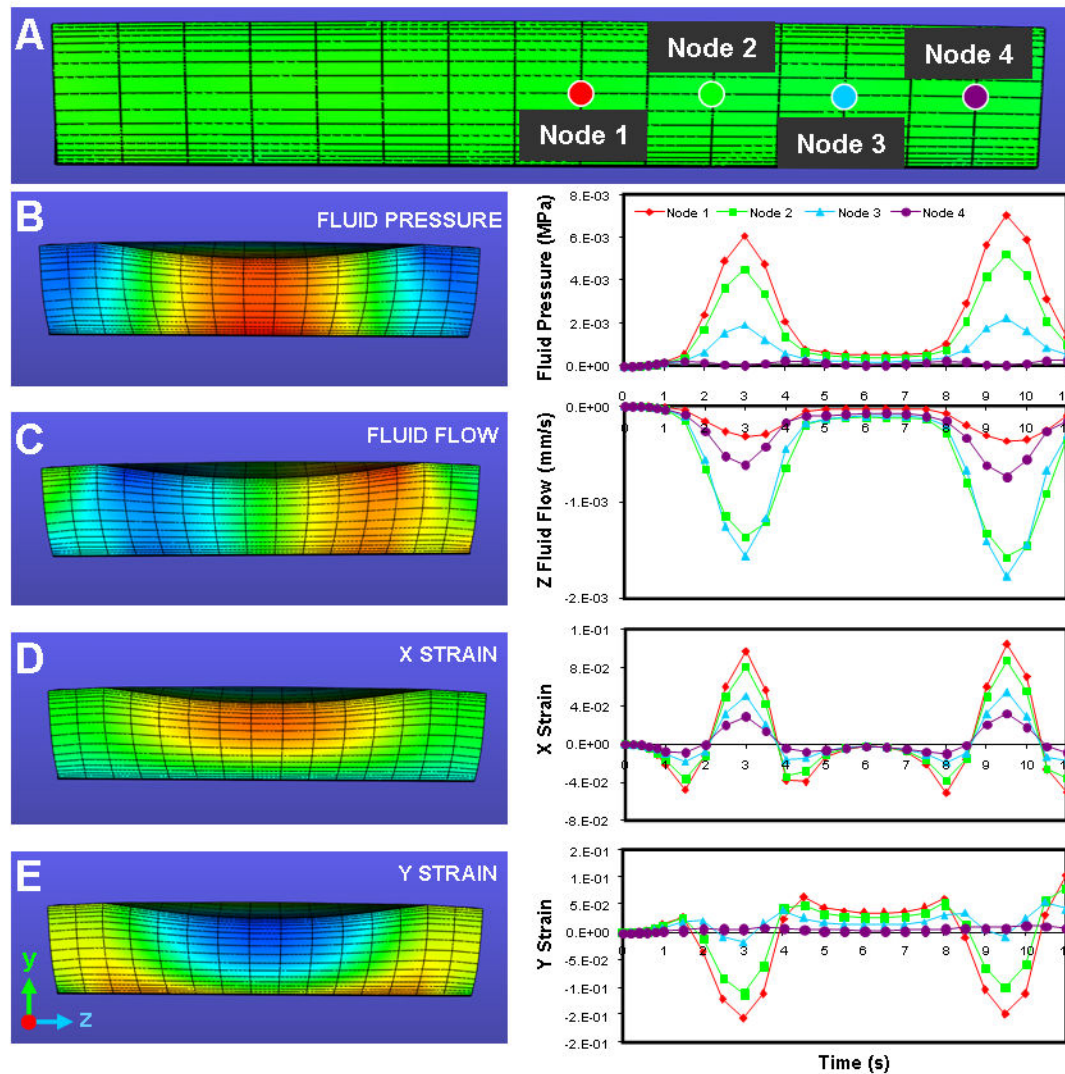 A
Node 2
Node 4
Node 1
Node 3
B
FLUID PRESSURE
8.E-03
6.E-03
4.E-03
2.E-03
0.E+00
Fluid Pressure (MPa)
Node 1 Node 2 Node 3 Node 4
0 1 2 3 4 5 6 7 8 9 10 1
C
FLUID FLOW
0.E+00
-1.E-03
-2.E-03
Z Fluid Flow (mm/s)
0 1 2 3 4 5 6 7 8 9 10 1
D
X STRAIN
1.E-01
8.E-02
4.E-02
0.E+00
-4.E-02
-8.E-02
X Strain
0 1 2 3 4 5 6 7 8 9 10 1
E
Y STRAIN
y
z
2.E-01
1.E-01
5.E-02
0.E+00
-5.E-02
-1.E-01
-2.E-01
-2.E-01
Y Strain
0 1 2 3 4 5 6 7 8 9 10 1
Time (s)